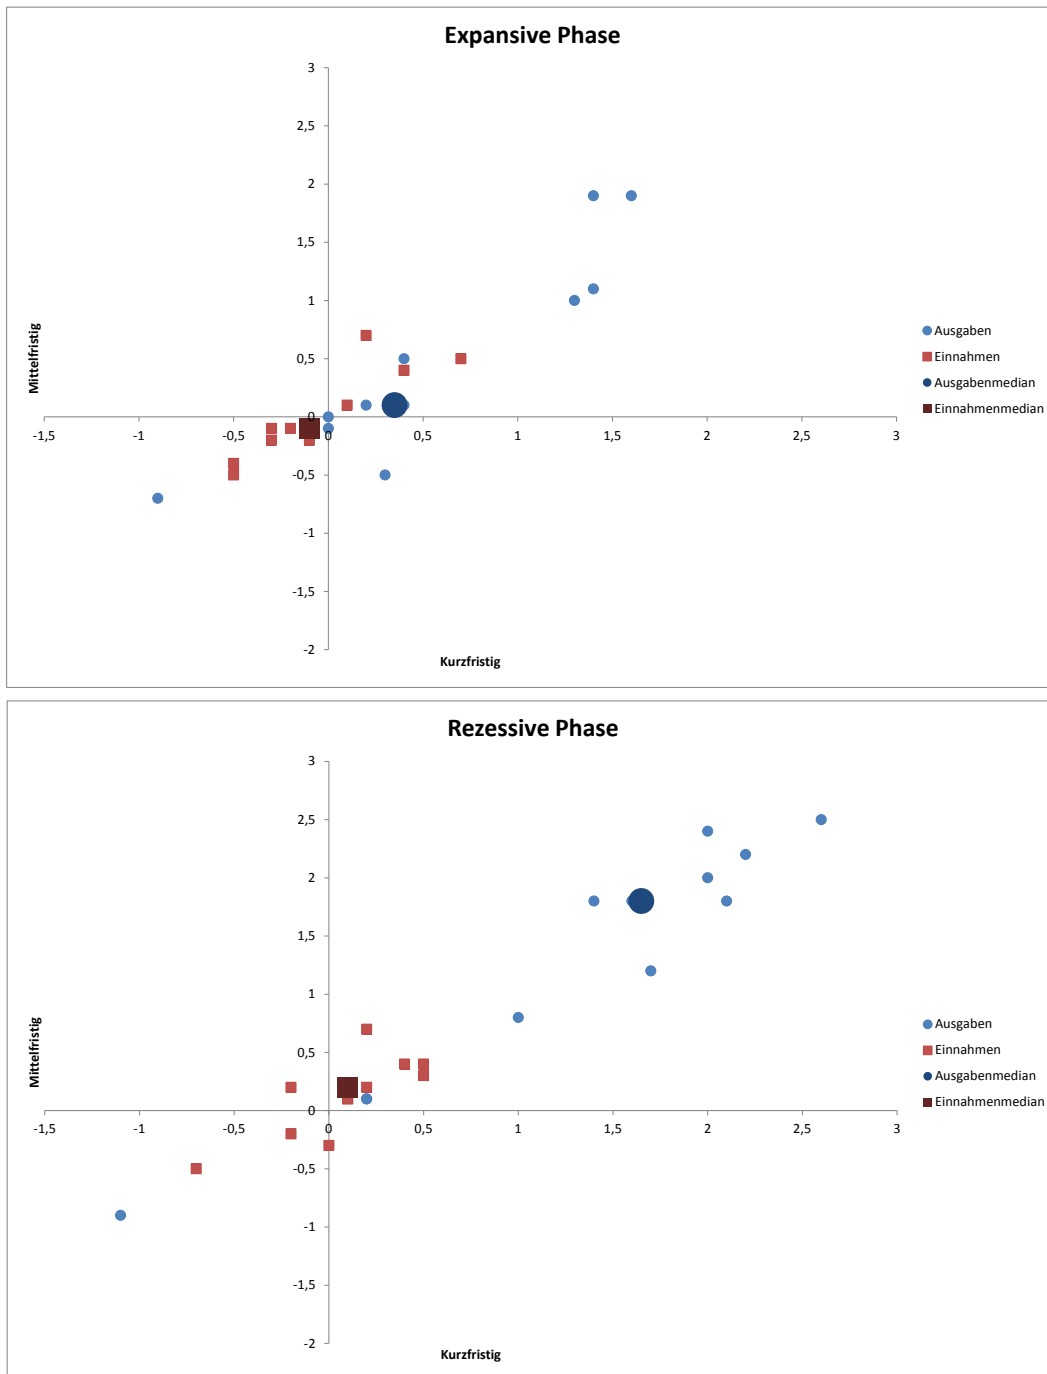 Expansive Phase
3
2,5
2
1,5
1
0,5
0
-1,5 -1 -0,5 0 0,5 1 1,5 2 2,5 3
-0,5
-1
-1,5
-2
Mittelfristig
Kurzfristig
Ausgaben
Einnahmen
Ausgabenmedian
Einnahmenmedian
Rezessive Phase
3
2,5
2
1,5
1
0,5
0
-1,5 -1 -0,5 0 0,5 1 1,5 2 2,5 3
-0,5
-1
-1,5
-2
Mittelfristig
Kurzfristig
Ausgaben
Einnahmen
Ausgabenmedian
Einnahmenmedian